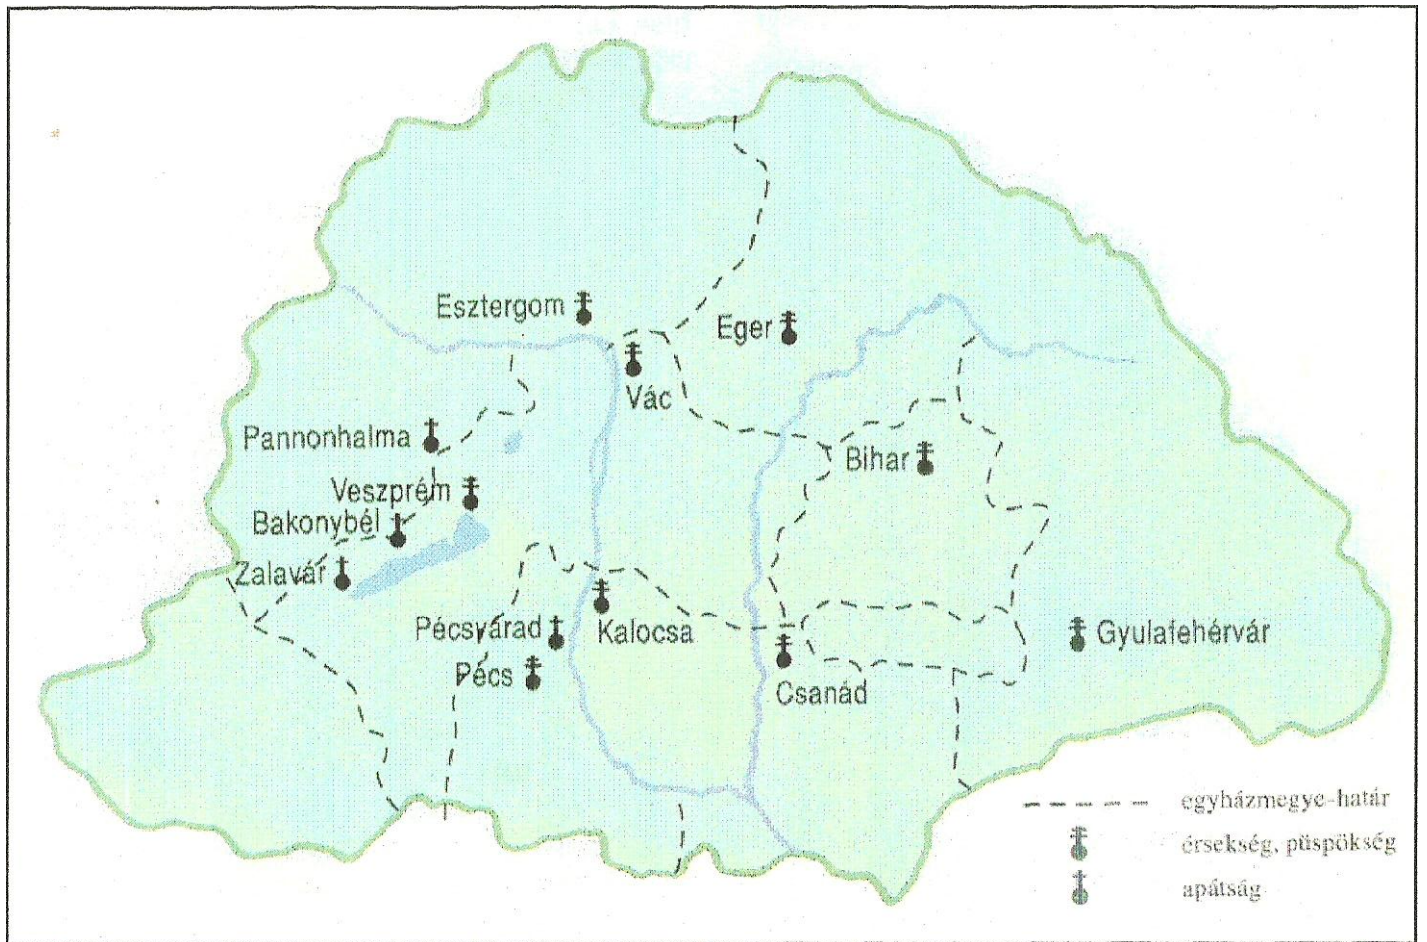 Esztergom
Eger
Vác
Pannonhalma
Bihar
Veszprém
Bakonybél
Zalavár
Pécsvárad
Kalocsa
Gyulafehérvár
Pécs
Csanád
egyházmegye-határ
érsekség, püspökség
apátság